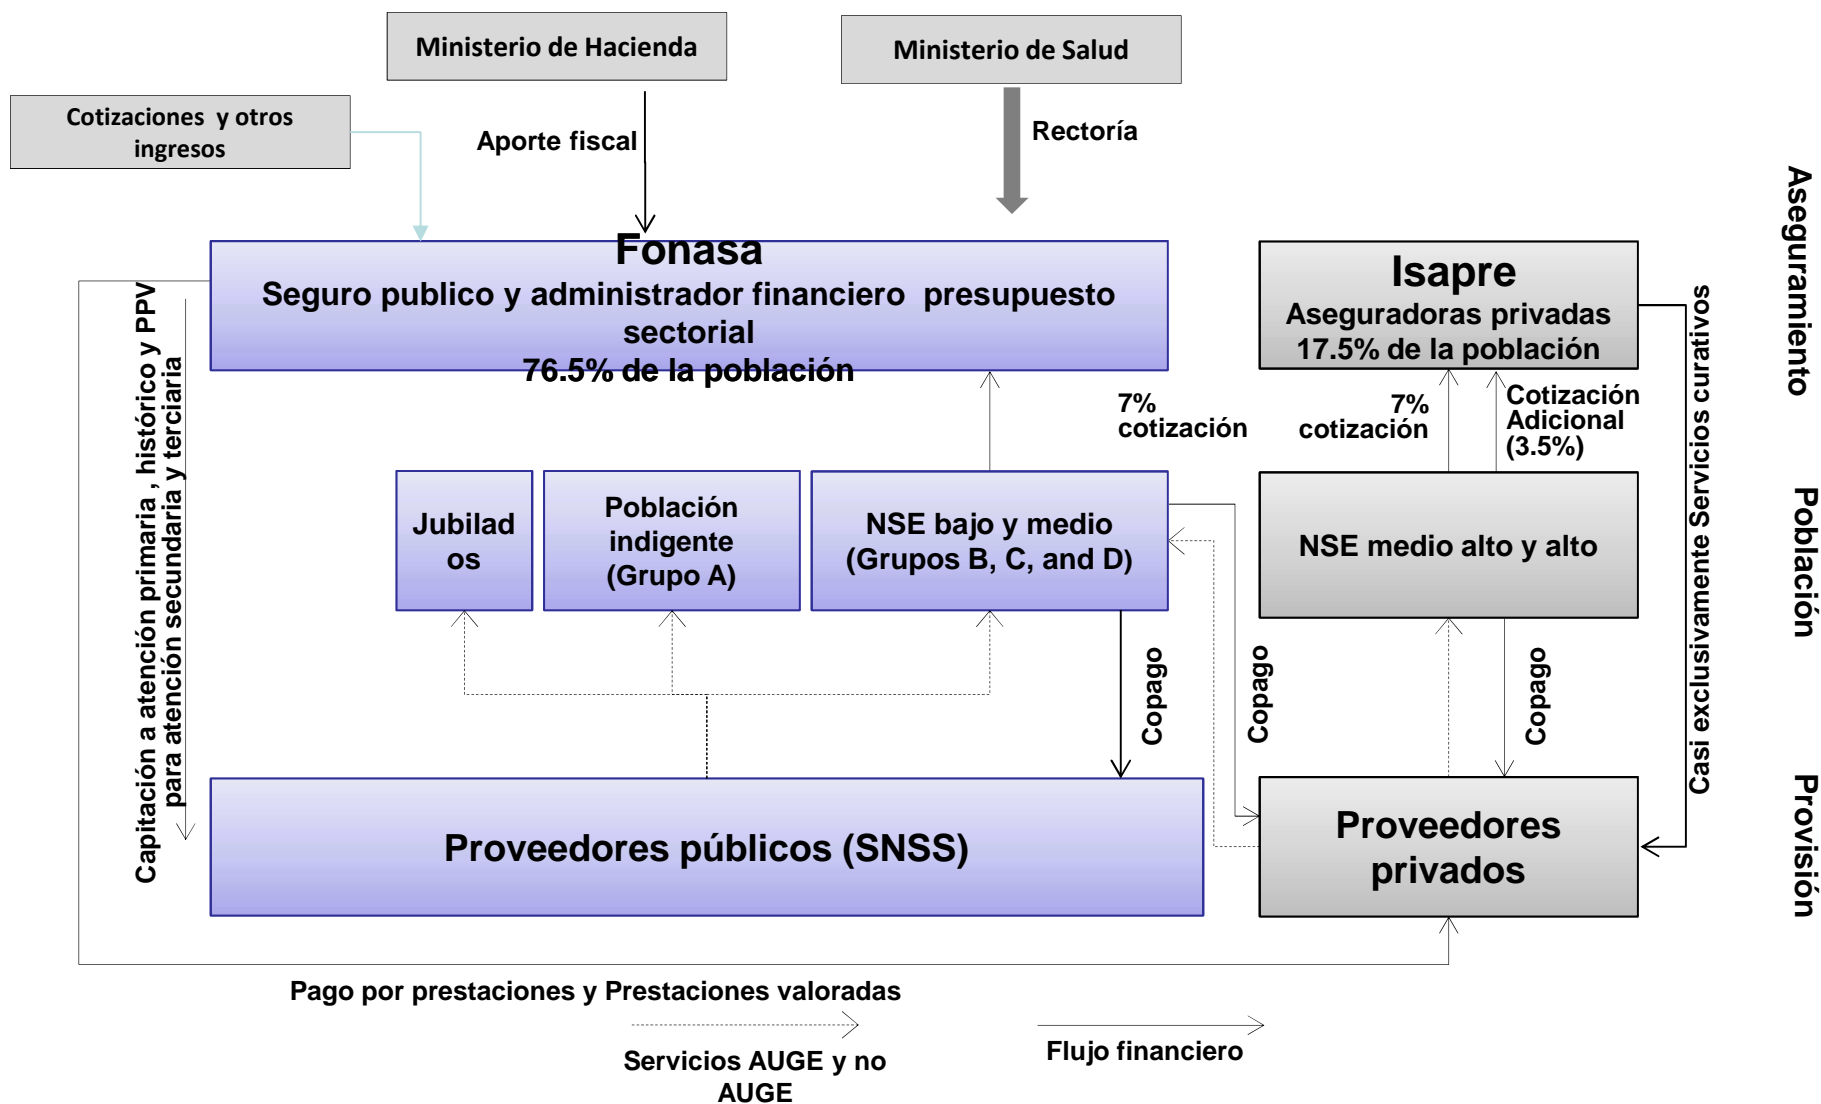 Ministerio de Hacienda
Ministerio de Salud
Cotizaciones y otros
ingresos
Aporte fiscal
Rectoría
Fonasa
Seguro publico y administrador financiero presupuesto
sectorial
76.5% de la población
Isapre
Aseguradoras privadas
17.5% de la población
Aseguramiento
7%
cotización
7%
cotización
Cotización
Adicional
(3.5%)
Capitación a atención primaria , histórico y PPV
para atención secundaria y terciaria
Casi exclusivamente Servicios curativos
Jubilad
os
Población
indigente
(Grupo A)
NSE bajo y medio
(Grupos B, C, and D)
NSE medio alto y alto
Población
Copago
Copago
Copago
Proveedores públicos (SNSS)
Proveedores
privados
Provisión
Pago por prestaciones y Prestaciones valoradas
Servicios AUGE y no
AUGE
Flujo financiero